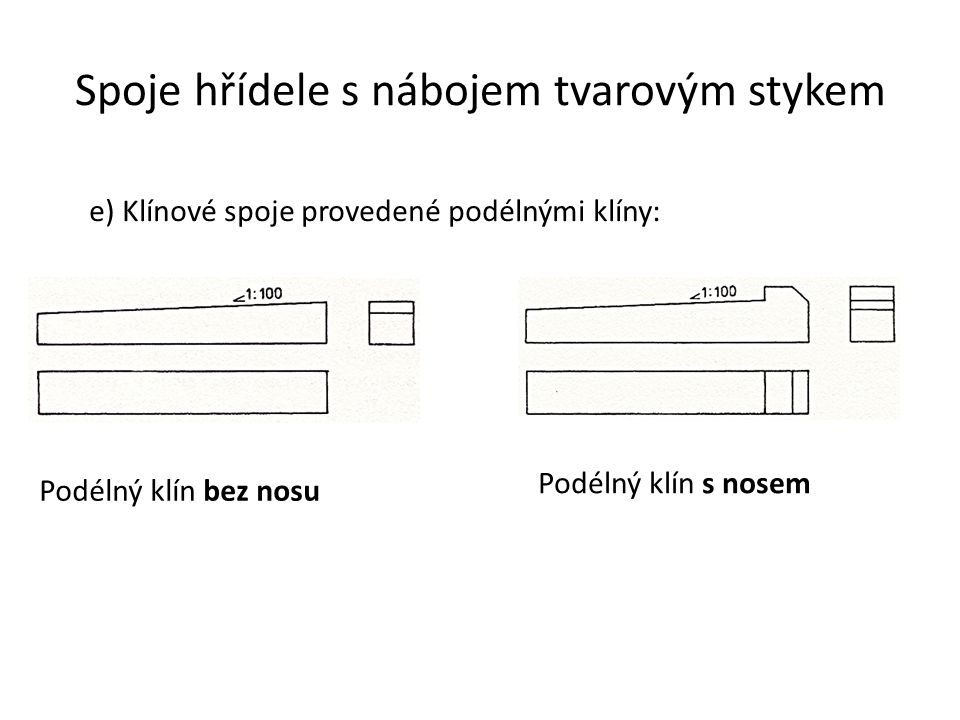 Spoje hřídele s nábojem tvarovým stykem
e) Klínové spoje provedené podélnými klíny:
∠1:100
∠1:100
Podélný klín bez nosu
Podélný klín s nosem